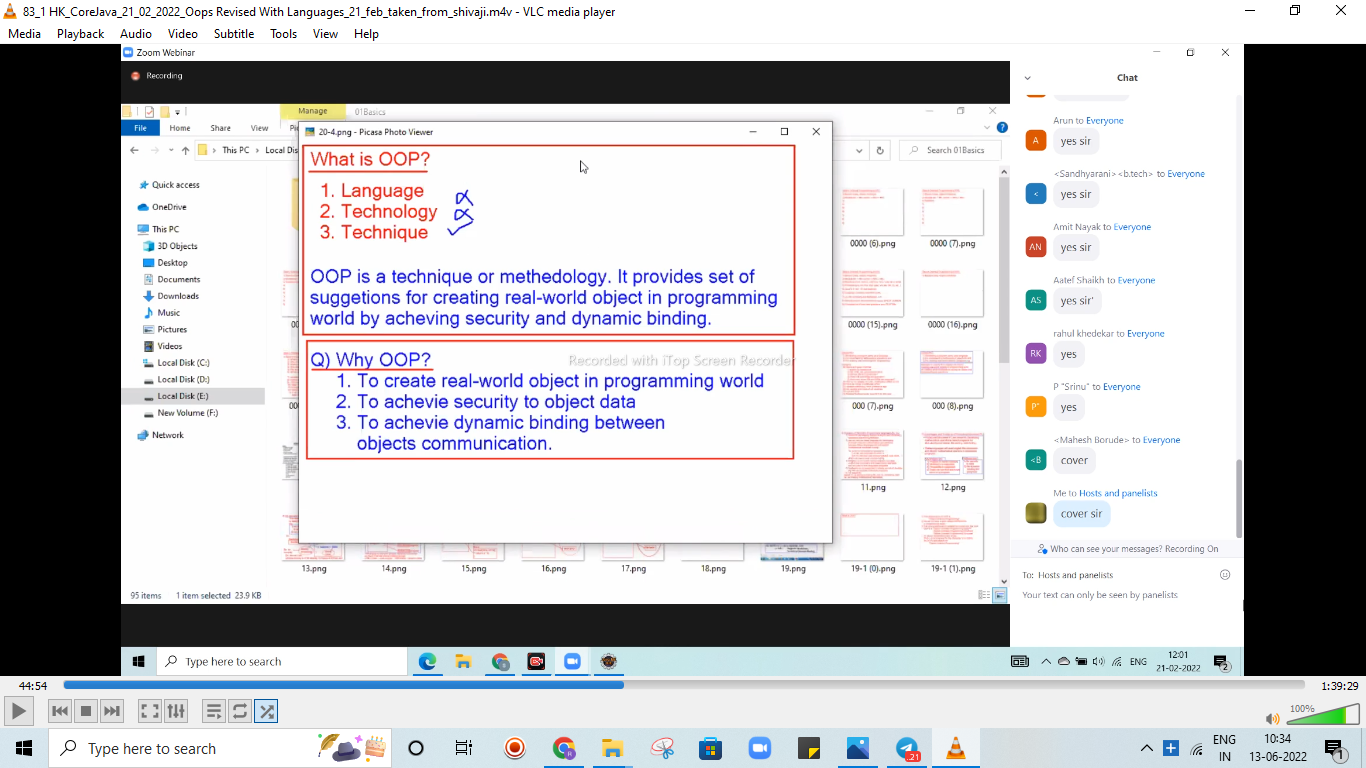 83_1 HK_CoreJava_21_02_2022_Oops Revised With Languages_21_feb_taken_from_shivaji.m4v - VLC media player
Media Playback Audio Video Subtitle Tools View Help
Zoom Webinar
Recording
Manage 01Basics
File Home Share View
This PC Local Dis
Search 01Basics
Quick access
OneDrive
This PC
3D Objects
Desktop
Documents
Downloads
Music
Pictures
Videos
Local Disk (C:)
Local Disk (D:)
Local Disk (E:)
New Volume (F:)
Network
20-4.png - Picasa Photo Viewer
What is OOP?
1. Language
2. Technology
3. Technique
OOP is a technique or methedology. It provides set of
suggetions for creating real-world object in programming
world by acheving security and dynamic binding.
Recorded with iTop Screen Recorder
Q) Why OOP?
1. To create real-world object in programming world
2. To achevie security to object data
3. To achevie dynamic binding between
objects communication.
0000 (6).png 0000 (7).png
000 (15).png 0000 (16).png
000 (7).png 000 (8).png
11.png 12.png
13.png 14.png 15.png 16.png 17.png 18.png 19.png 19-1 (0).png 19-1 (1).png
95 items 1 item selected 23.9 KB
Chat
Arun to Everyone
A yes sir
<Sandhyarani><b.tech> to Everyone
< yes sir
Amit Nayak to Everyone
AN yes sir
Aatef Shaikh to Everyone
AS yes sir'
rahul khedekar to Everyone
RK yes
P "Srinu" to Everyone
P" yes
<Mahesh Borude> to Everyone
<B cover
Me to Hosts and panelists
cover sir
Who can see your messages? Recording On
To: Hosts and panelists
Your text can only be seen by panelists
Type here to search
ENG
12:01
21-02-2022
2
44:54
1:39:29
100%
Type here to search
21
ENG
IN
10:34
13-06-2022
1